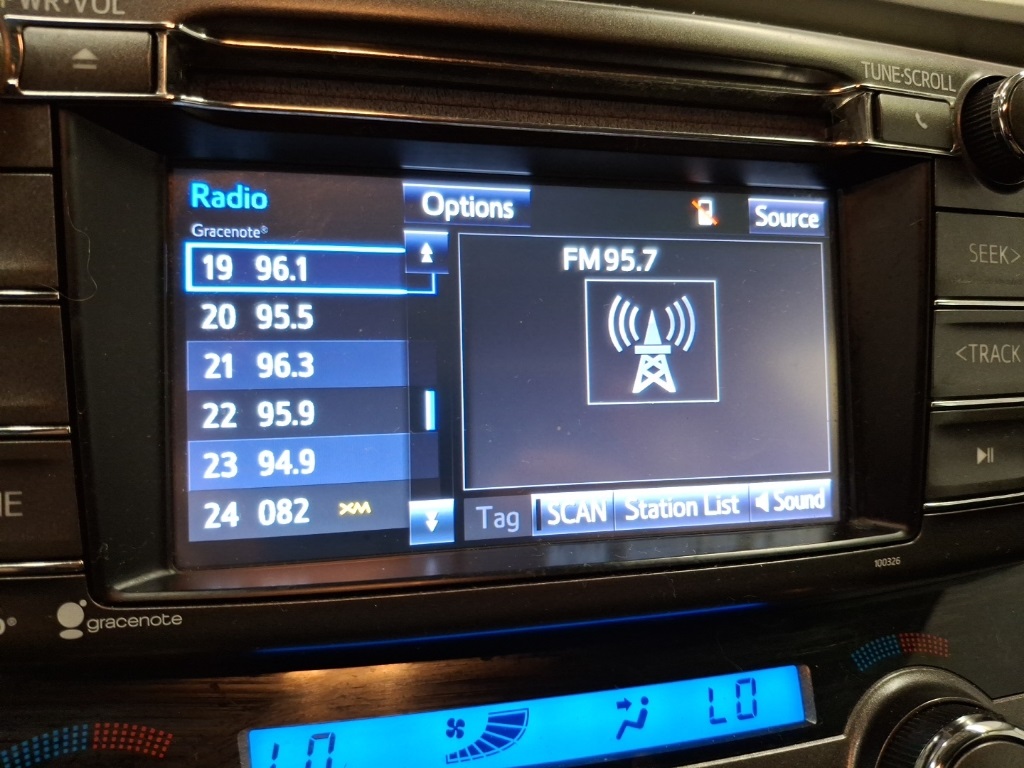 PWR·VOL
TUNE·SCROLL
Radio
Options
Source
Gracenote®
FM 95.7
19 96.1
20 95.5
21 96.3
22 95.9
23 94.9
24 082 XM
Tag
SCAN
Station List
Sound
SEEK>
<TRACK
100326
gracenote
LO
LO